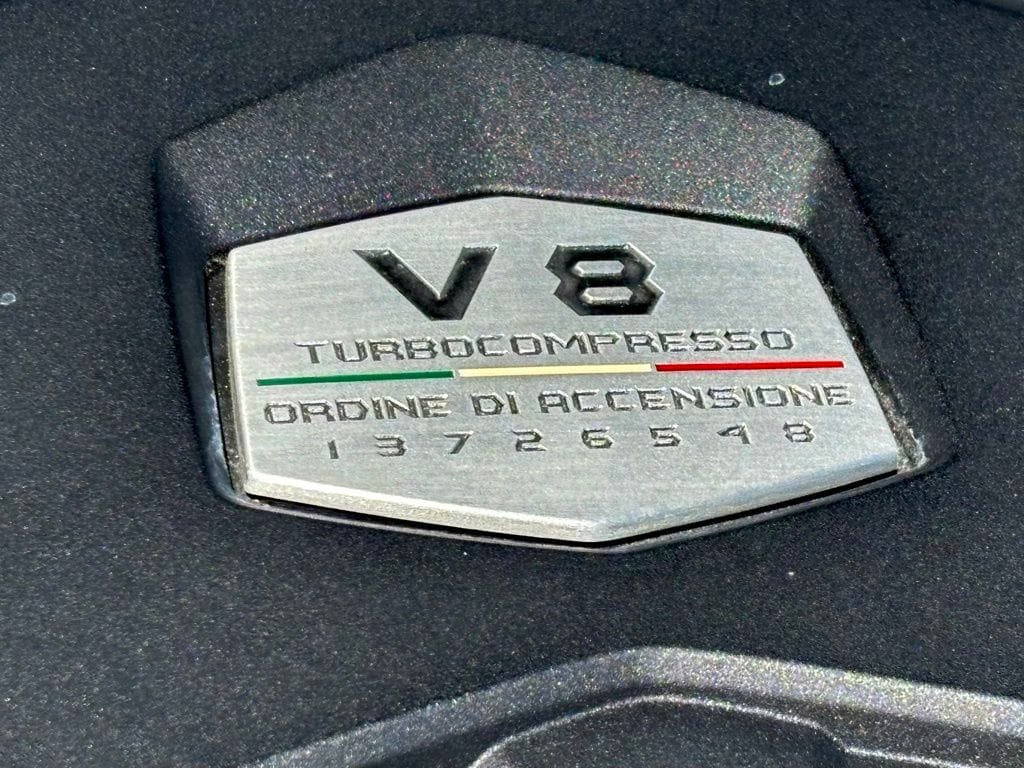 V8
TURBOCOMPRESSO
ORDINE DI ACCENSIONE
1 3 7 2 6 5 4 8